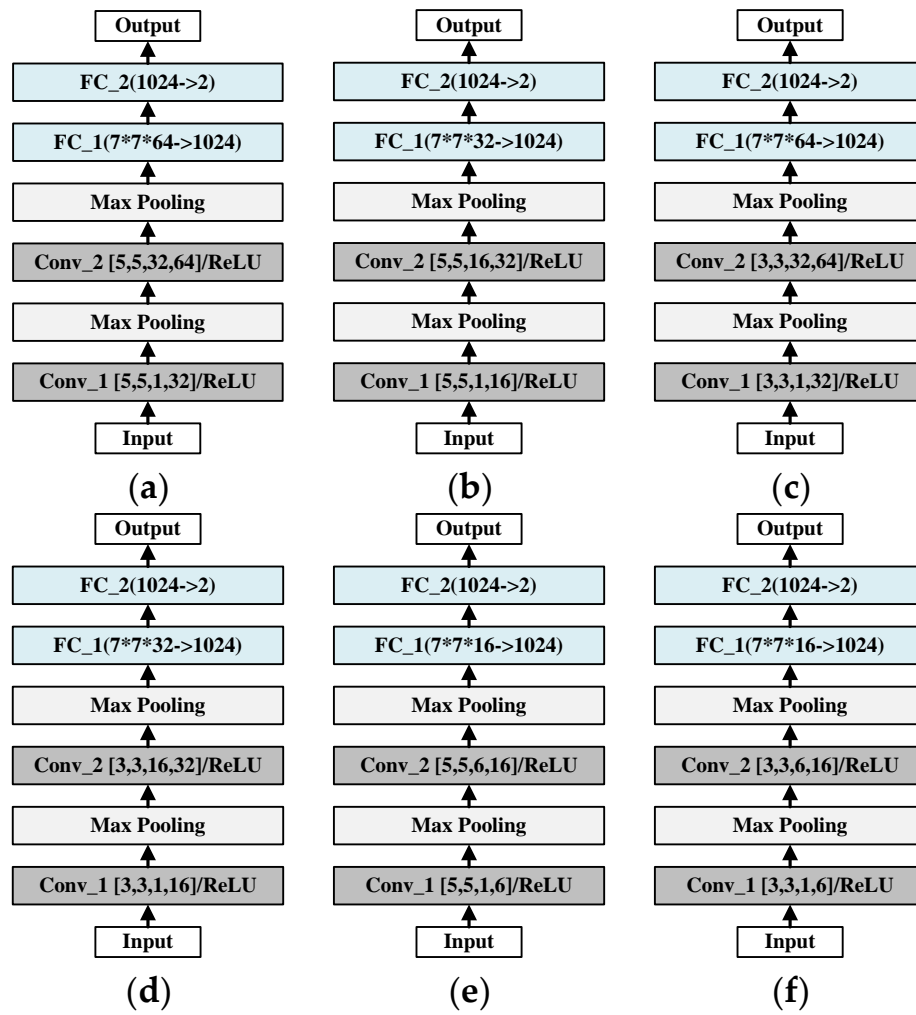 Output
FC_2(1024->2)
FC_1(7*7*64->1024)
Max Pooling
Conv_2 [5,5,32,64]/ReLU
Max Pooling
Conv_1 [5,5,1,32]/ReLU
Input
(a)
Output
FC_2(1024->2)
FC_1(7*7*32->1024)
Max Pooling
Conv_2 [5,5,16,32]/ReLU
Max Pooling
Conv_1 [5,5,1,16]/ReLU
Input
(b)
Output
FC_2(1024->2)
FC_1(7*7*64->1024)
Max Pooling
Conv_2 [3,3,32,64]/ReLU
Max Pooling
Conv_1 [3,3,1,32]/ReLU
Input
(c)
Output
FC_2(1024->2)
FC_1(7*7*32->1024)
Max Pooling
Conv_2 [3,3,16,32]/ReLU
Max Pooling
Conv_1 [3,3,1,16]/ReLU
Input
(d)
Output
FC_2(1024->2)
FC_1(7*7*16->1024)
Max Pooling
Conv_2 [5,5,6,16]/ReLU
Max Pooling
Conv_1 [5,5,1,6]/ReLU
Input
(e)
Output
FC_2(1024->2)
FC_1(7*7*16->1024)
Max Pooling
Conv_2 [3,3,6,16]/ReLU
Max Pooling
Conv_1 [3,3,1,6]/ReLU
Input
(f)